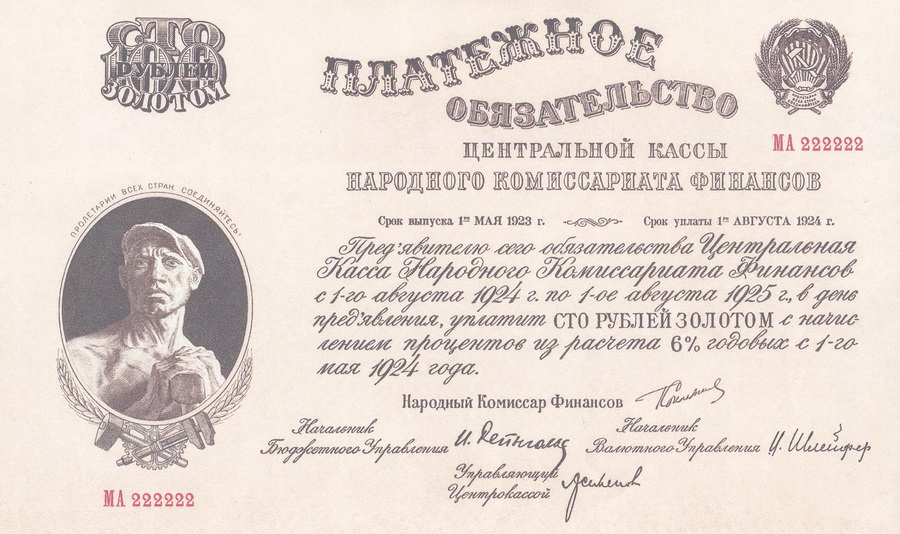 СТО
РУБЛЕЙ
ЗОЛОТОМ
ПЛАТЕЖНОЕ
ОБЯЗАТЕЛЬСТВО
ЦЕНТРАЛЬНОЙ КАССЫ
НАРОДНОГО КОМИССАРИАТА ФИНАНСОВ
МА 222222
Срок выпуска 1го МАЯ 1923 г.
Срок уплаты 1го АВГУСТА 1924 г.
Пред'явителю сего обязательства Центральная
Касса Народного Комиссариата Финансов
с 1-го августа 1924 г. по 1-ое августа 1925 г., в день
пред'явления, уплатит СТО РУБЛЕЙ ЗОЛОТОМ с начис-
лением процентов из расчета 6% годовых с 1-го
мая 1924 года.
ПРОЛЕТАРИИ ВСЕХ СТРАН, СОЕДИНЯЙТЕСЬ!
Народный Комиссар Финансов
Начальник
Бюджетного Управления
Начальник
Валютного Управления
Управляющий
Центрокассой
МА 222222